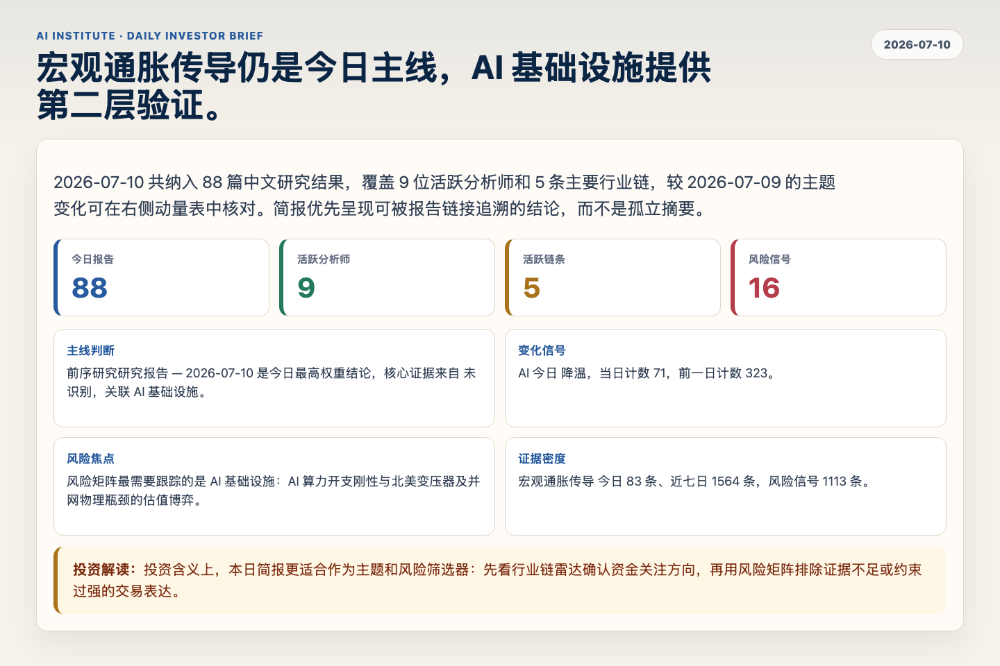 AI INSTITUTE · DAILY INVESTOR BRIEF
2026-07-10
宏观通胀传导仍是今日主线，AI 基础设施提供
第二层验证。
2026-07-10 共纳入 88 篇中文研究结果，覆盖 9 位活跃分析师和 5 条主要行业链，较 2026-07-09 的主题
变化可在右侧动量表中核对。简报优先呈现可被报告链接追溯的结论，而不是孤立摘要。
今日报告
88
活跃分析师
9
活跃链条
5
风险信号
16
主线判断
前序研究研究报告 — 2026-07-10 是今日最高权重结论，核心证据来自 未
识别，关联 AI 基础设施。
变化信号
AI 今日 降温，当日计数 71，前一日计数 323。
风险焦点
风险矩阵最需要跟踪的是 AI 基础设施：AI 算力开支刚性与北美变压器及并
网物理瓶颈的估值博弈。
证据密度
宏观通胀传导 今日 83 条、近七日 1564 条，风险信号 1113 条。
投资解读：投资含义上，本日简报更适合作为主题和风险筛选器：先看行业链雷达确认资金关注方向，再用风险矩阵排除证据不足或约束
过强的交易表达。